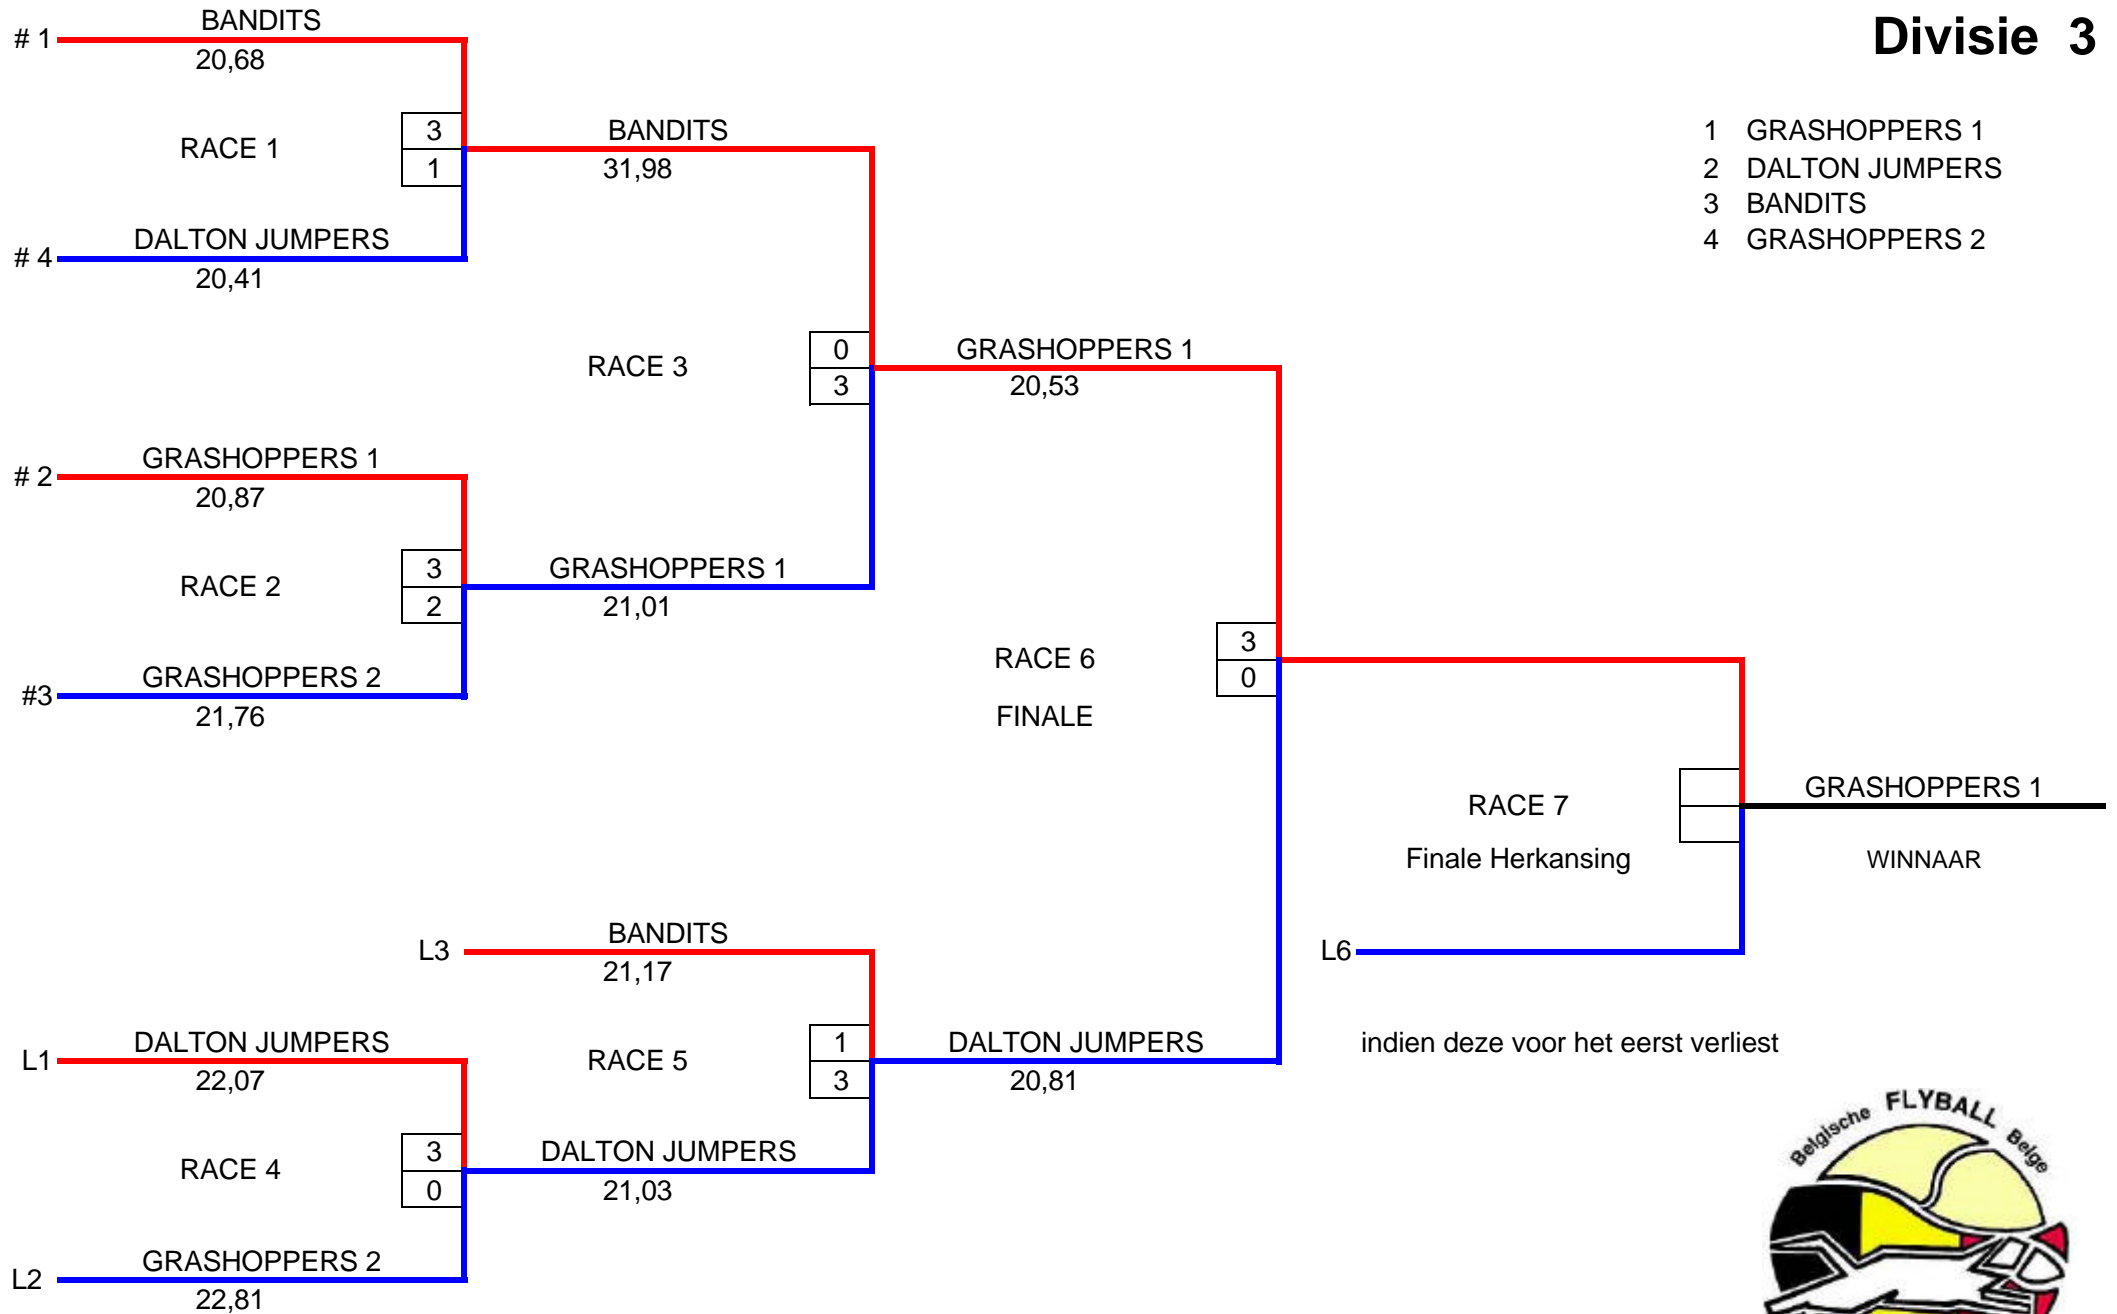 Divisie 3
1 GRASHOPPERS 1
2 DALTON JUMPERS
3 BANDITS
4 GRASHOPPERS 2
# 1
BANDITS
20,68
RACE 1
3
1
# 4
DALTON JUMPERS
20,41
BANDITS
31,98
RACE 3
0
3
# 2
GRASHOPPERS 1
20,87
RACE 2
3
2
#3
GRASHOPPERS 2
21,76
GRASHOPPERS 1
21,01
GRASHOPPERS 1
20,53
RACE 6
FINALE
3
0
RACE 7
Finale Herkansing
GRASHOPPERS 1
WINNAAR
L6
indien deze voor het eerst verliest
L3
BANDITS
21,17
RACE 5
1
3
DALTON JUMPERS
20,81
L1
DALTON JUMPERS
22,07
RACE 4
3
0
DALTON JUMPERS
21,03
L2
GRASHOPPERS 2
22,81
Belgische FLYBALL Belge